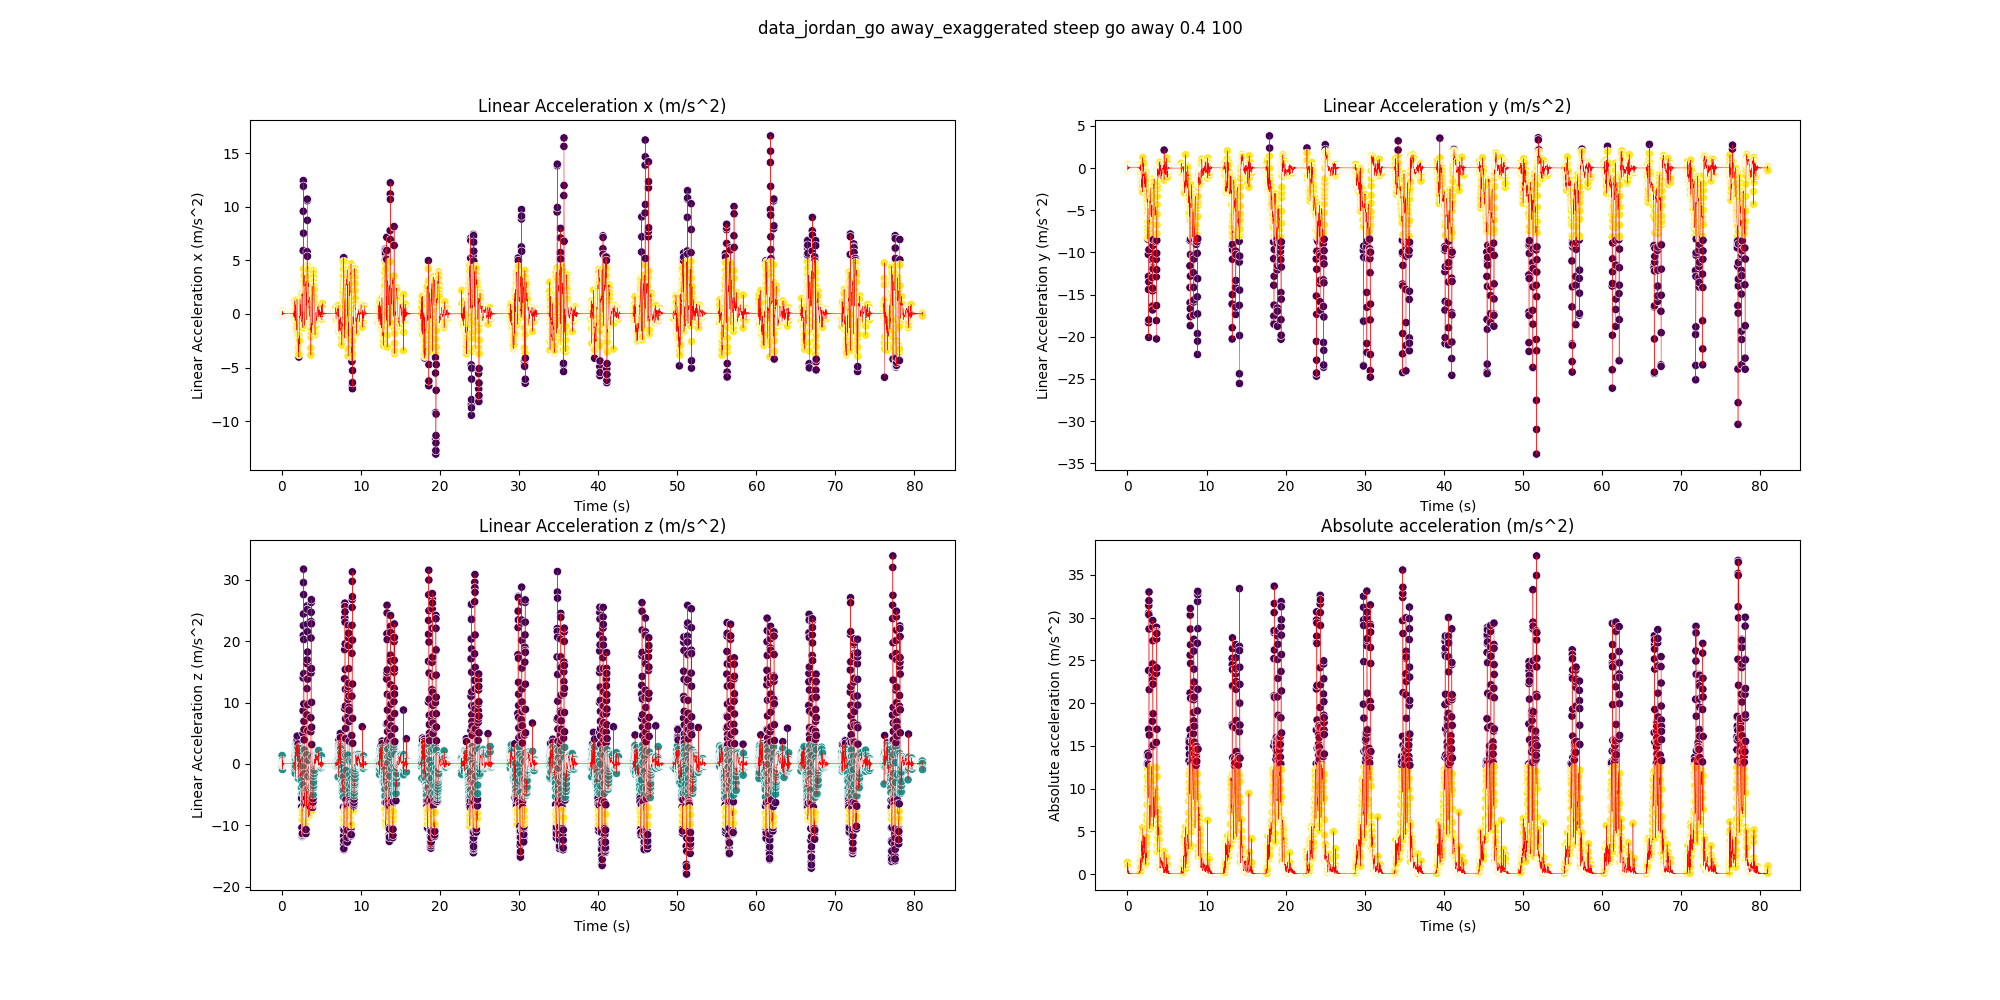 data_jordan_go away_exaggerated steep go away 0.4 100
Linear Acceleration x (m/s^2)
Linear Acceleration x (m/s^2)
15
10
5
0
−5
−10
0 10 20 30 40 50 60 70 80
Time (s)
Linear Acceleration y (m/s^2)
Linear Acceleration y (m/s^2)
5
0
−5
−10
−15
−20
−25
−30
−35
0 10 20 30 40 50 60 70 80
Time (s)
Linear Acceleration z (m/s^2)
Linear Acceleration z (m/s^2)
30
20
10
0
−10
−20
0 10 20 30 40 50 60 70 80
Time (s)
Absolute acceleration (m/s^2)
Absolute acceleration (m/s^2)
35
30
25
20
15
10
5
0
0 10 20 30 40 50 60 70 80
Time (s)